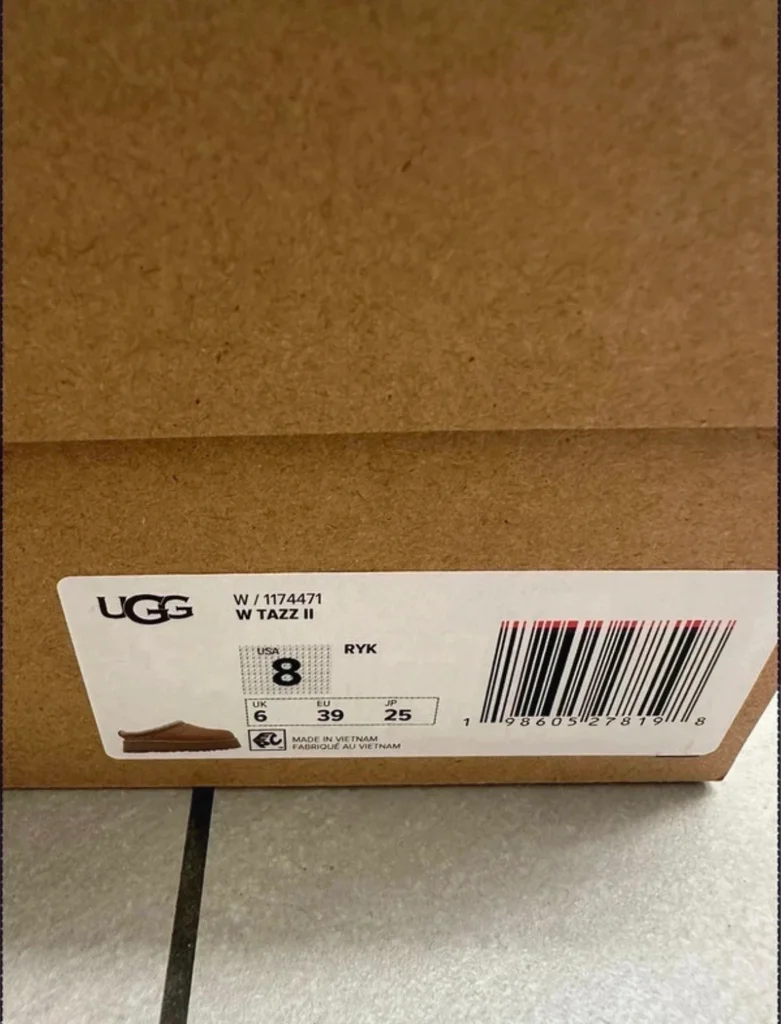 UGG
W / 1174471
W TAZZ II
USA
8
RYK
UK EU JP
6 39 25
MADE IN VIETNAM
FABRIQUÉ AU VIETNAM
1 98605 27819 8